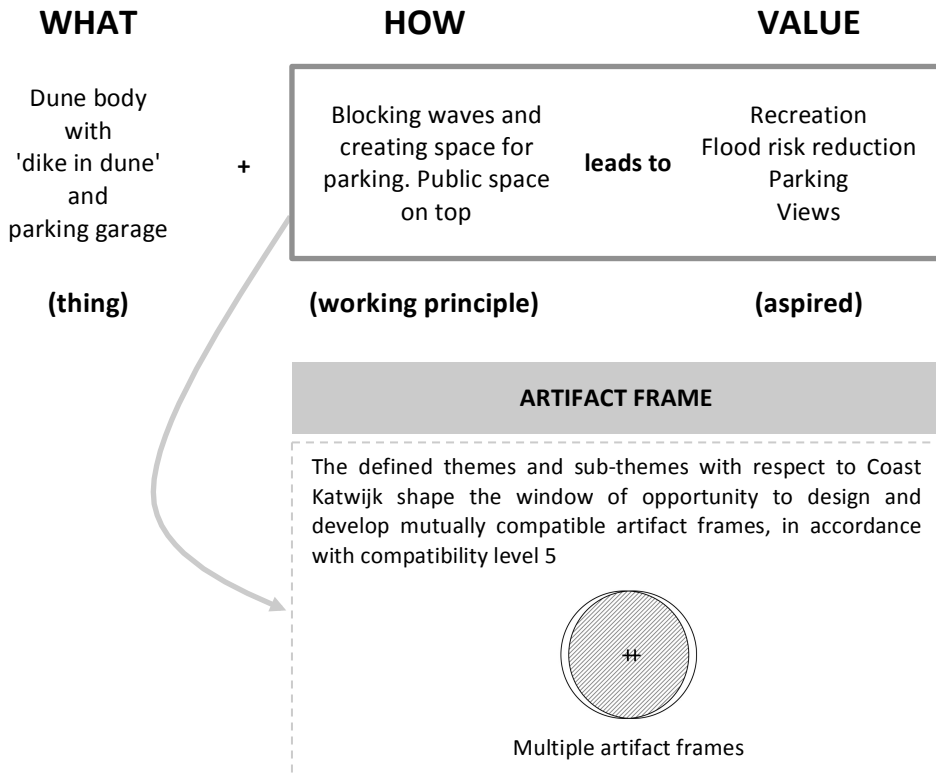 WHAT
HOW
VALUE
Dune body
with
'dike in dune'
and
parking garage
+
Blocking waves and
creating space for
parking. Public space
on top
leads to
Recreation
Flood risk reduction
Parking
Views
(thing)
(working principle)
(aspired)
ARTIFACT FRAME
The defined themes and sub-themes with respect to Coast
Katwijk shape the window of opportunity to design and
develop mutually compatible artifact frames, in accordance
with compatibility level 5
Multiple artifact frames